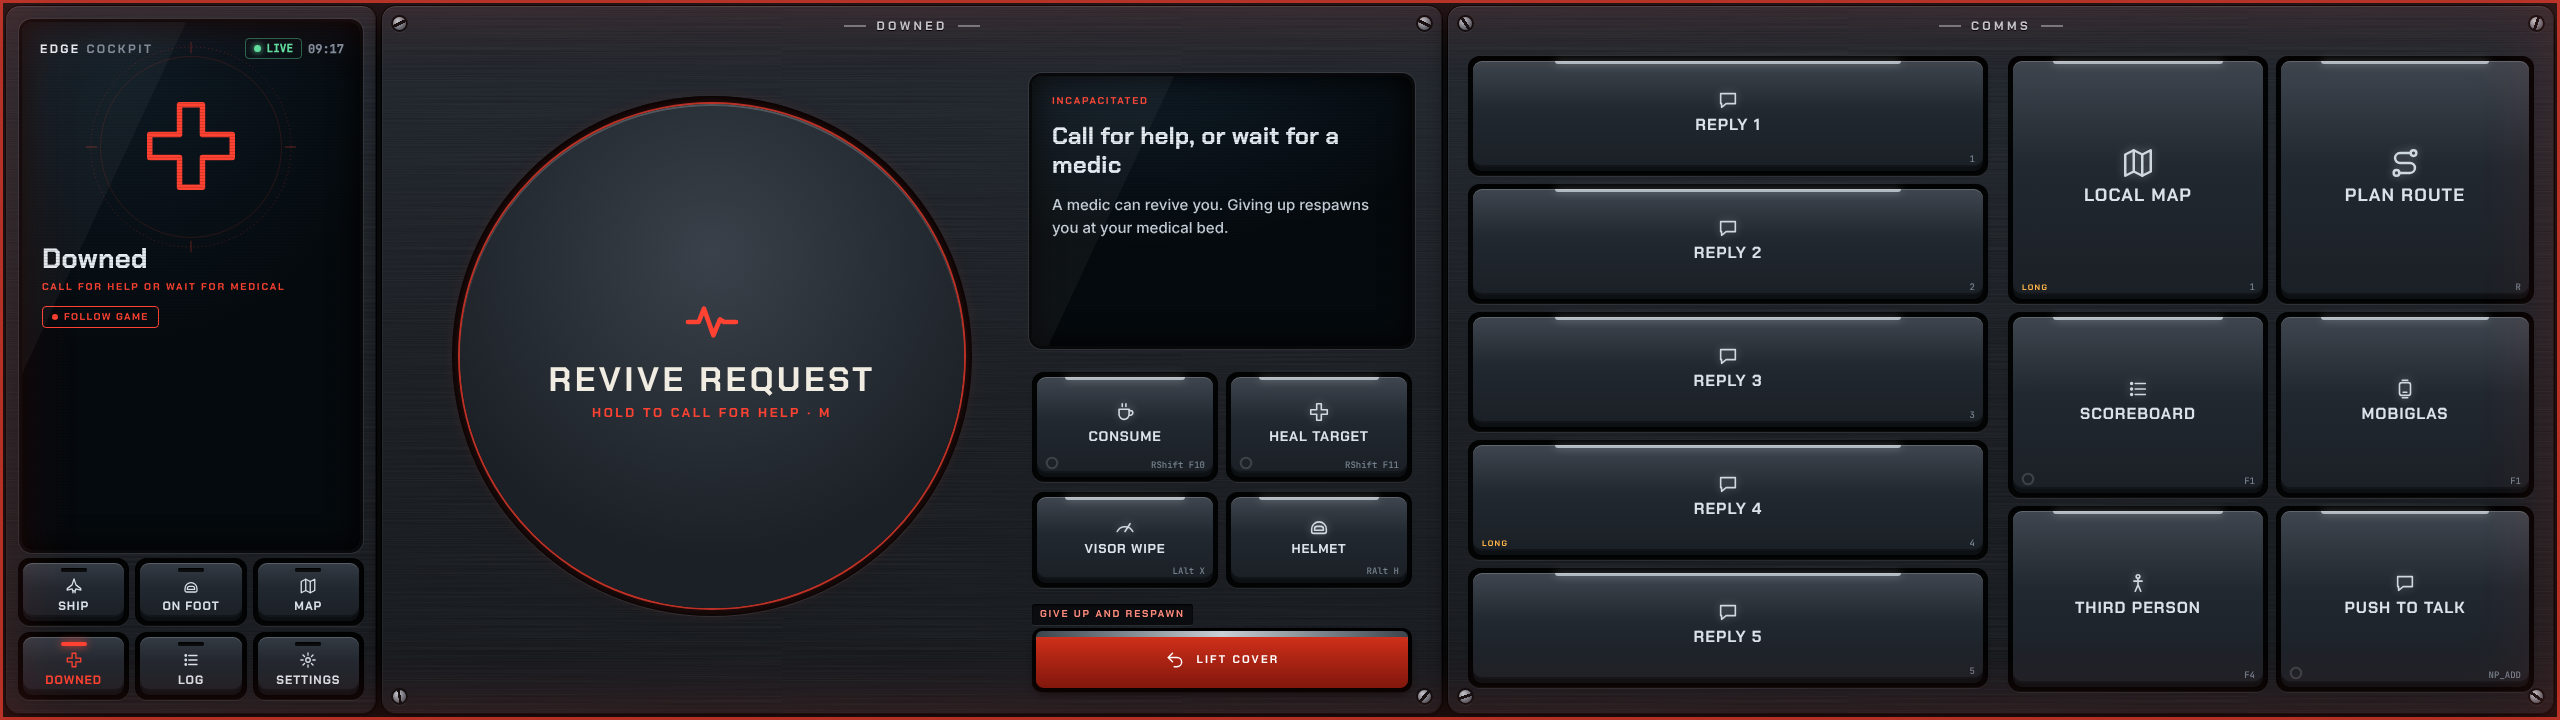 EDGE COCKPIT
LIVE 09:17
Downed
CALL FOR HELP OR WAIT FOR MEDICAL
FOLLOW GAME
SHIP
ON FOOT
MAP
DOWNED
LOG
SETTINGS
DOWNED
REVIVE REQUEST
HOLD TO CALL FOR HELP · M
INCAPACITATED
Call for help, or wait for a
medic
A medic can revive you. Giving up respawns
you at your medical bed.
CONSUME
RShift F10
HEAL TARGET
RShift F11
VISOR WIPE
LAlt X
HELMET
RAlt H
GIVE UP AND RESPAWN
LIFT COVER
COMMS
REPLY 1
1
REPLY 2
2
REPLY 3
3
REPLY 4
LONG 4
REPLY 5
5
LOCAL MAP
LONG 1
PLAN ROUTE
R
SCOREBOARD
F1
MOBIGLAS
F1
THIRD PERSON
F4
PUSH TO TALK
NP_ADD